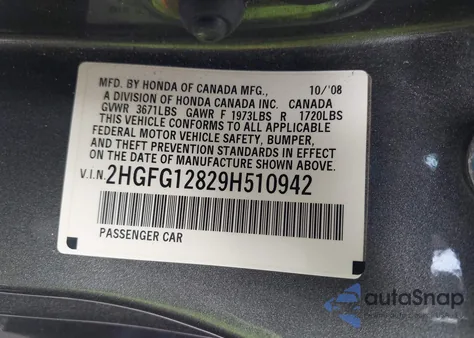 MFD. BY HONDA OF CANADA MFG., 10/'08
A DIVISION OF HONDA CANADA INC. CANADA
GVWR 3671LBS GAWR F 1973LBS R 1720LBS
THIS VEHICLE CONFORMS TO ALL APPLICABLE
FEDERAL MOTOR VEHICLE SAFETY, BUMPER,
AND THEFT PREVENTION STANDARDS IN EFFECT
ON THE DATE OF MANUFACTURE SHOWN ABOVE.
V.I.N. 2HGFG12829H510942
PASSENGER CAR
autoSnap